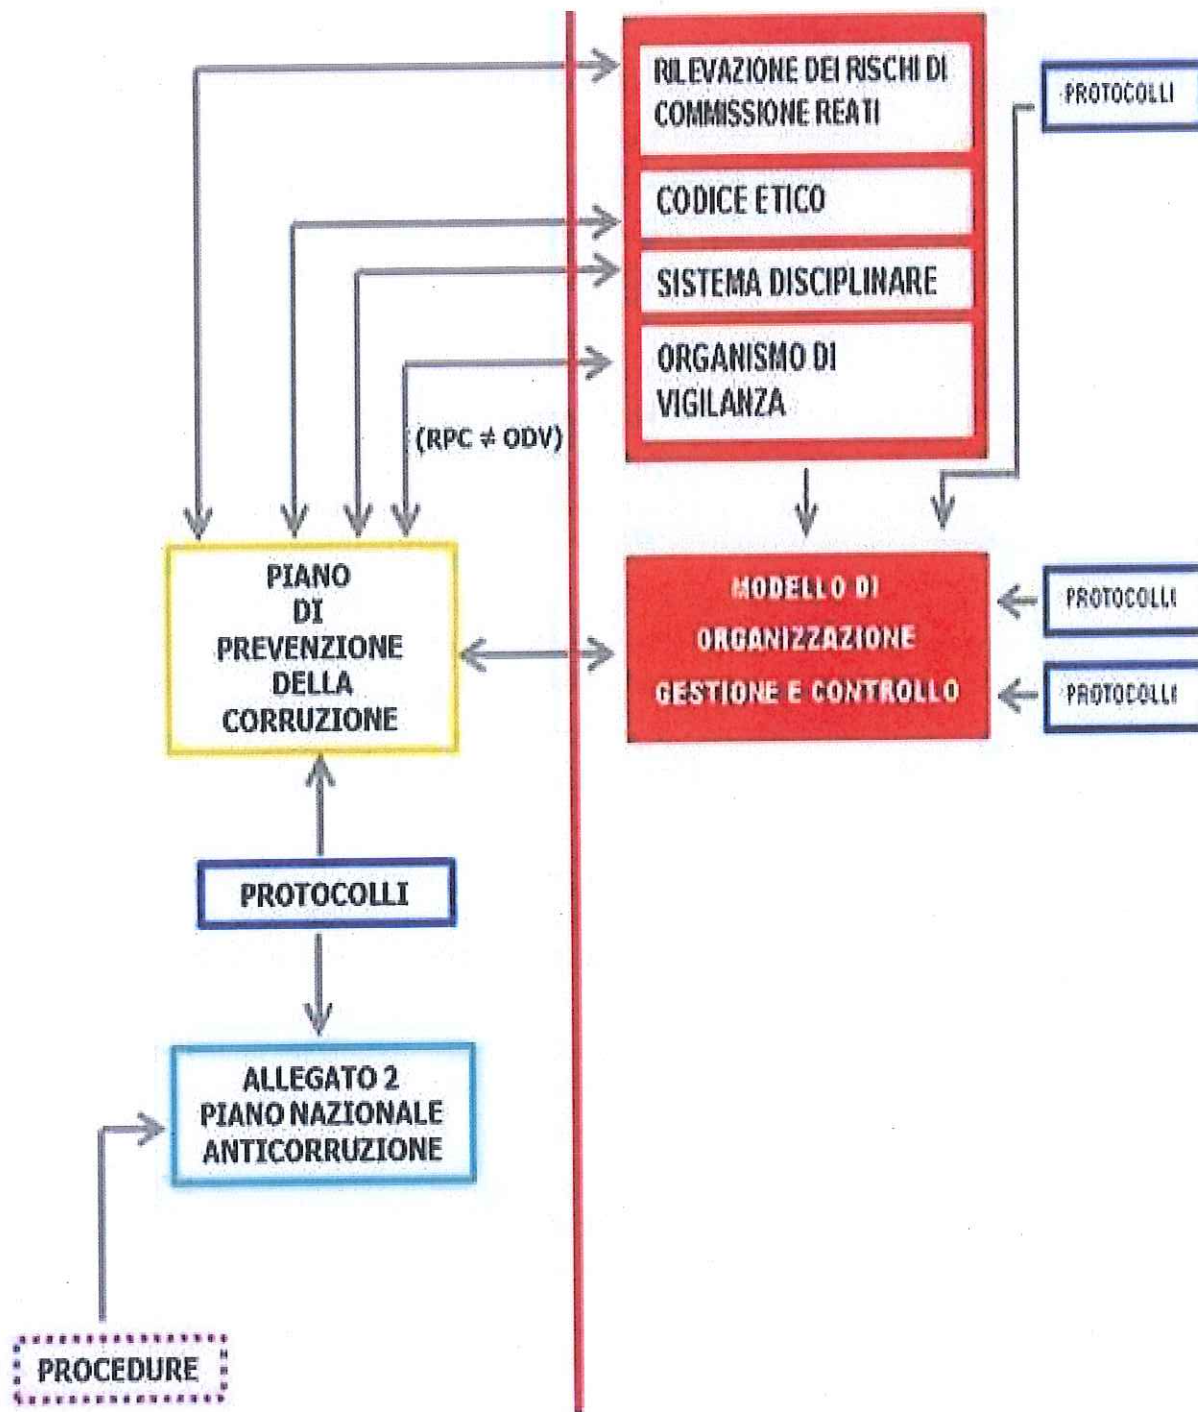 RILEVAZIONE DEI RISCHI DI
COMMISSIONE REATI
PROTOCOLLI
CODICE ETICO
SISTEMA DISCIPLINARE
ORGANISMO DI
VIGILANZA
(RPC ≠ ODV)
PIANO
DI
PREVENZIONE
DELLA
CORRUZIONE
MODELLO DI
ORGANIZZAZIONE
GESTIONE E CONTROLLO
PROTOCOLLI
PROTOCOLLI
PROTOCOLLI
ALLEGATO 2
PIANO NAZIONALE
ANTICORRUZIONE
PROCEDURE